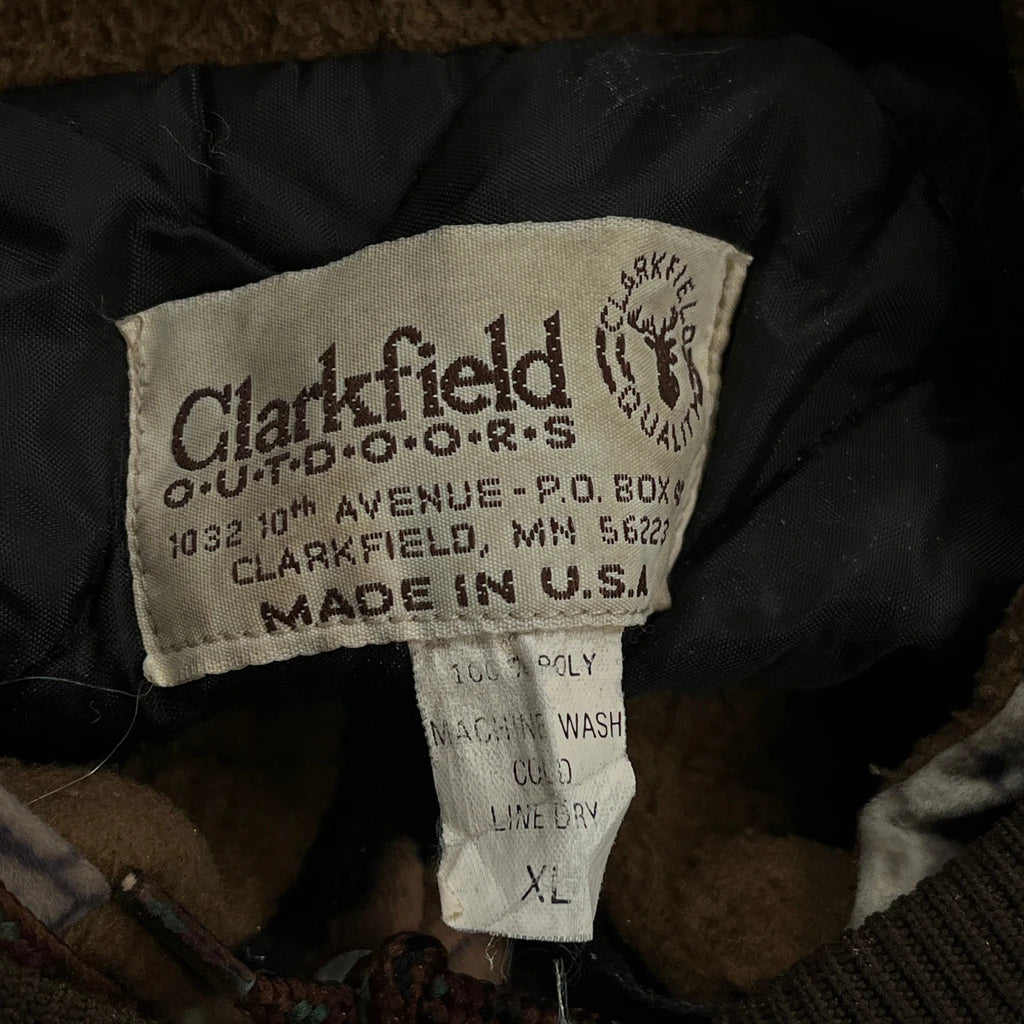 Clarkfield
O·U·T·D·O·O·R·S
CLARKFIELD
QUALITY
1032 10th AVENUE - P.O. BOX
CLARKFIELD, MN 56223
MADE IN U.S.A
100% POLY
MACHINE WASH
COLD
LINE DRY
XL